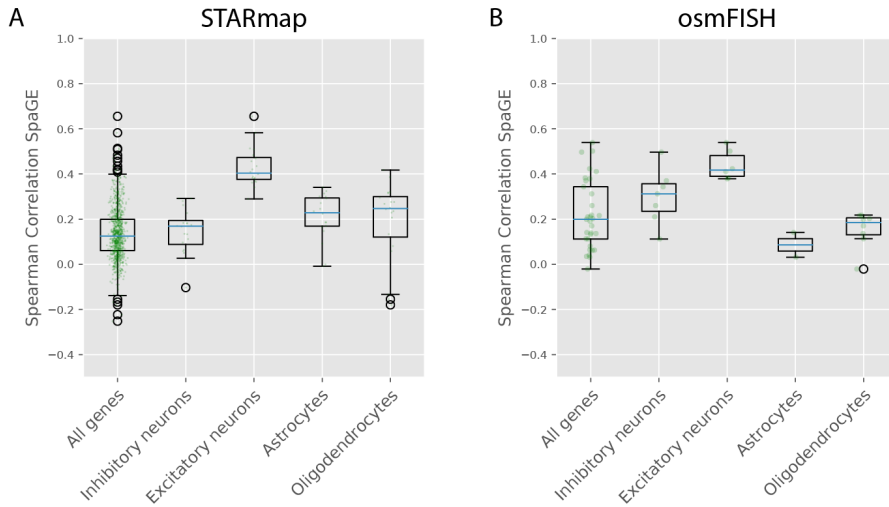 A
STARmap
Spearman Correlation SpaGE
1.0
0.8
0.6
0.4
0.2
0.0
−0.2
−0.4
All genes
Inhibitory neurons
Excitatory neurons
Astrocytes
Oligodendrocytes
B
osmFISH
Spearman Correlation SpaGE
1.0
0.8
0.6
0.4
0.2
0.0
−0.2
−0.4
All genes
Inhibitory neurons
Excitatory neurons
Astrocytes
Oligodendrocytes